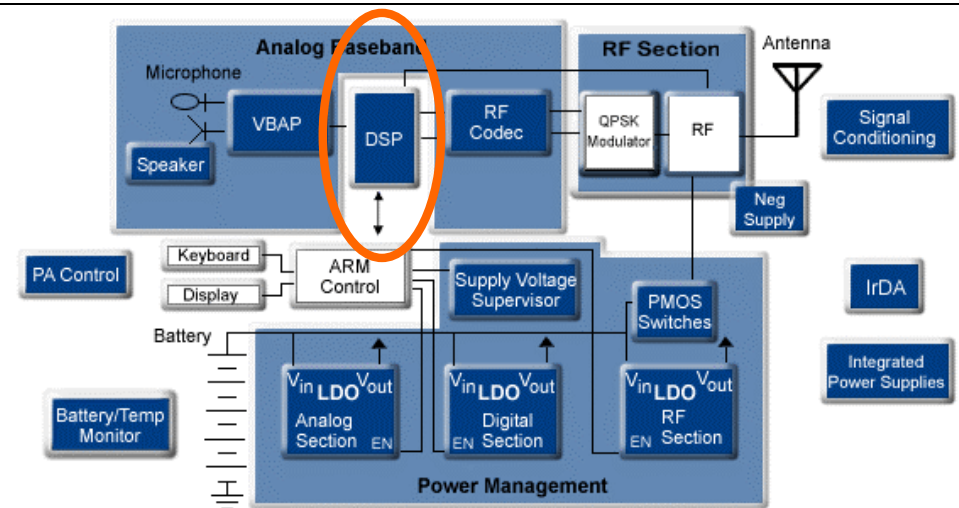 Analog Baseband
RF Section
Antenna
Microphone
VBAP
DSP
RF
Codec
QPSK
Modulator
RF
Signal
Conditioning
Speaker
Neg
Supply
PA Control
Keyboard
Display
ARM
Control
Supply Voltage
Supervisor
PMOS
Switches
IrDA
Battery
Integrated
Power Supplies
Battery/Temp
Monitor
Vin LDO Vout
Analog
Section EN
Vin LDO Vout
Digital
EN Section
Vin LDO Vout
RF
EN Section
Power Management